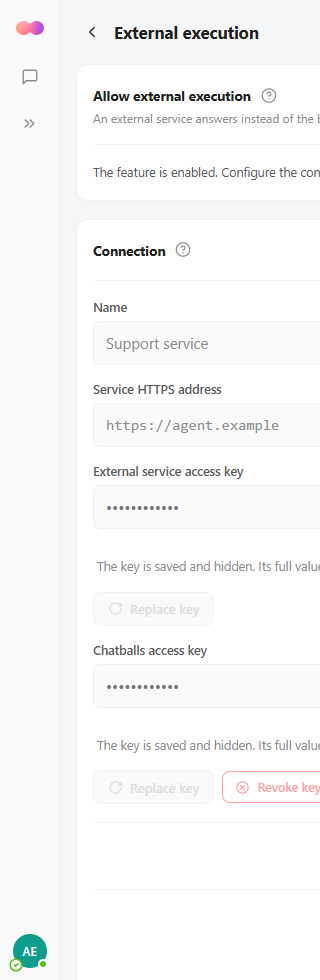 External execution
Allow external execution
An external service answers instead of the
The feature is enabled. Configure the
Connection
Name
Support service
Service HTTPS address
https://agent.example
External service access key
••••••••••••
The key is saved and hidden. Its full value
Replace key
Chatballs access key
••••••••••••
The key is saved and hidden. Its full value
Replace key
Revoke key
AE